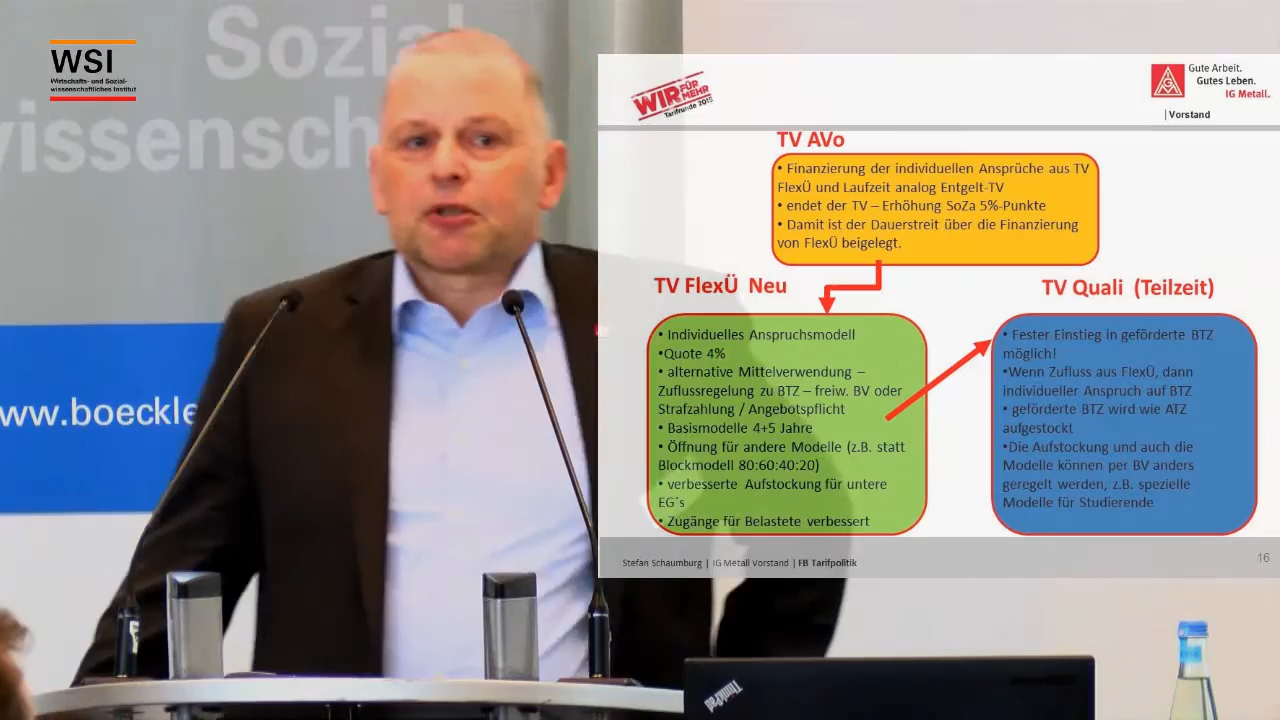 Sozial
WSI
Wirtschafts- und Sozial-
wissenschaftliches Institut
wissensch
ww.boeckle
WIR FÜR
MEHR
Tarifrunde 2015
Gute Arbeit.
Gutes Leben.
IG Metall.
| Vorstand
TV AVo
• Finanzierung der individuellen Ansprüche aus TV
FlexÜ und Laufzeit analog Entgelt-TV
• endet der TV – Erhöhung SoZa 5%-Punkte
• Damit ist der Dauerstreit über die Finanzierung
von FlexÜ beigelegt.
TV FlexÜ Neu
• Individuelles Anspruchsmodell
•Quote 4%
• alternative Mittelverwendung –
Zuflussregelung zu BTZ – freiw. BV oder
Strafzahlung / Angebotspflicht
• Basismodelle 4+5 Jahre
• Öffnung für andere Modelle (z.B. statt
Blockmodell 80:60:40:20)
• verbesserte Aufstockung für untere
EG´s
• Zugänge für Belastete verbessert
TV Quali (Teilzeit)
• Fester Einstieg in geförderte BTZ
möglich!
•Wenn Zufluss aus FlexÜ, dann
individueller Anspruch auf BTZ
• geförderte BTZ wird wie ATZ
aufgestockt
•Die Aufstockung und auch die
Modelle können per BV anders
geregelt werden, z.B. spezielle
Modelle für Studierende
Stefan Schaumburg | IG Metall Vorstand | FB Tarifpolitik
16
ThinkPad